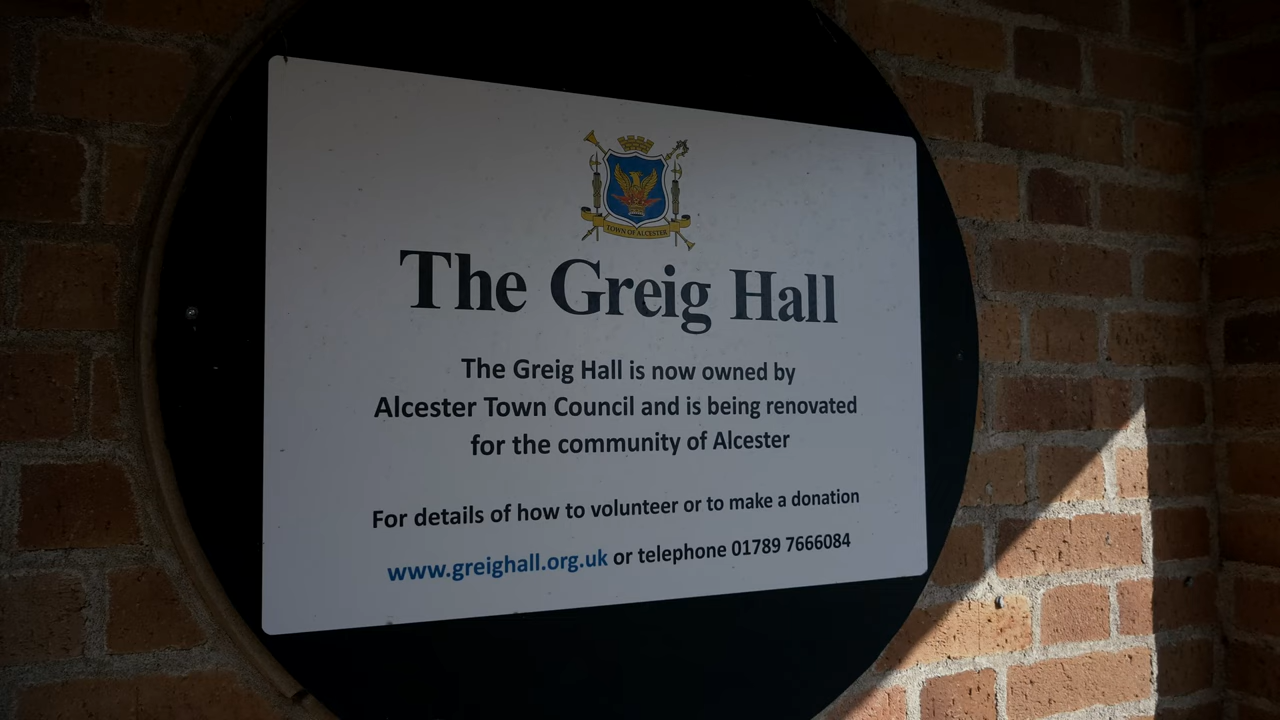 TOWN OF ALCESTER
The Greig Hall
The Greig Hall is now owned by
Alcester Town Council and is being renovated
for the community of Alcester
For details of how to volunteer or to make a donation
www.greighall.org.uk or telephone 01789 7666084